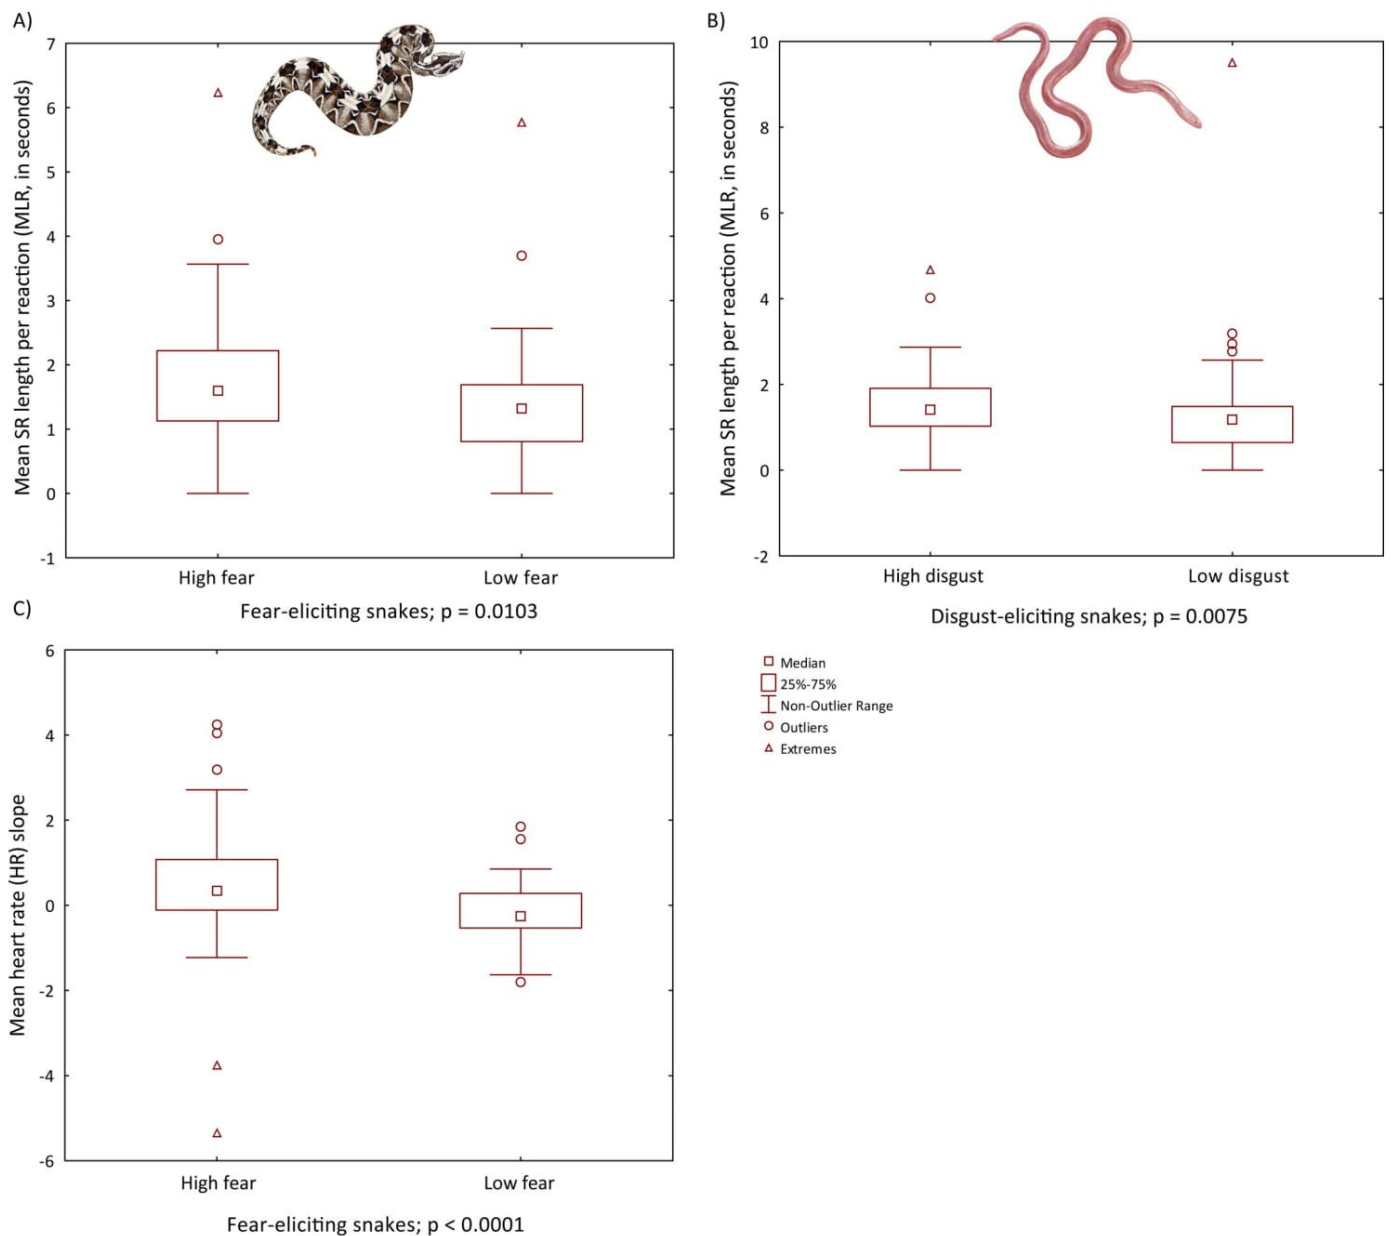 A)
Mean SR length per reaction (MLR, in seconds)
7
6
5
4
3
2
1
0
-1
High fear
Low fear
Fear-eliciting snakes; p = 0.0103
B)
Mean SR length per reaction (MLR, in seconds)
10
8
6
4
2
0
-2
High disgust
Low disgust
Disgust-eliciting snakes; p = 0.0075
C)
Mean heart rate (HR) slope
6
4
2
0
-2
-4
-6
High fear
Low fear
Fear-eliciting snakes; p < 0.0001
Median
25%-75%
Non-Outlier Range
Outliers
Extremes